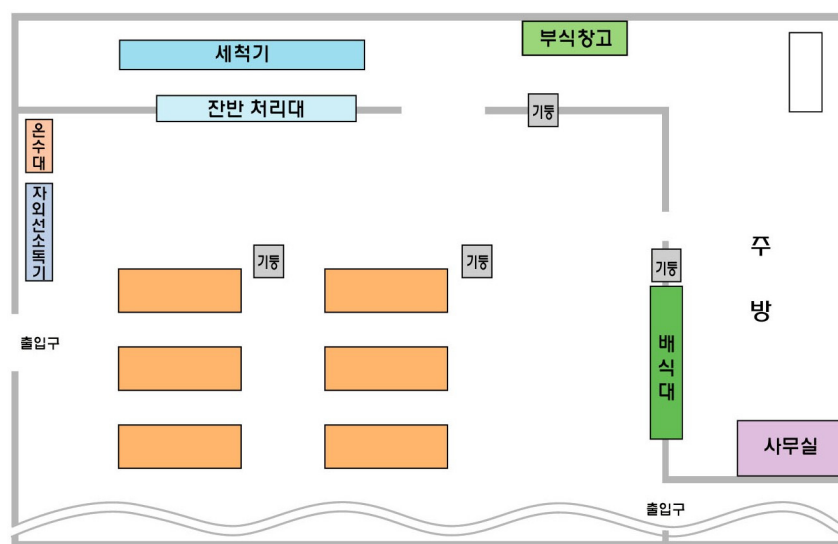 세척기
부식창고
잔반 처리대
기둥
온수대
자외선소독기
기둥
기둥
기둥
주방
배식대
출입구
사무실
출입구